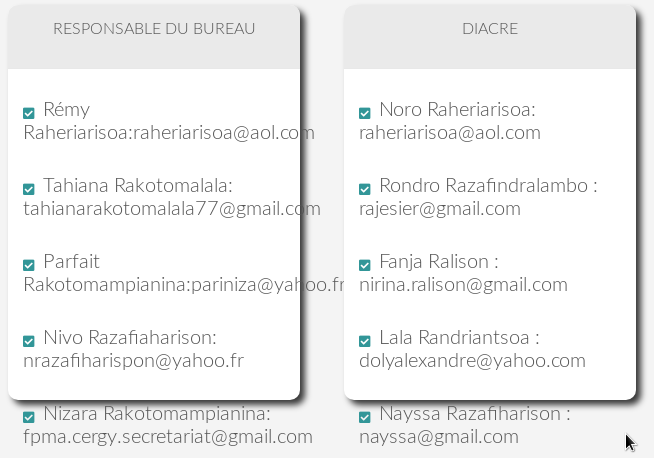 RESPONSABLE DU BUREAU
Rémy
Raheriarisoa:raheriarisoa@aol.com
Tahiana Rakotomalala:
tahianarakotomalala77@gmail.com
Parfait
Rakotomampianina:pariniza@yahoo.fr
Nivo Razafiaharison:
nrazafiharispon@yahoo.fr
Nizara Rakotomampianina:
fpma.cergy.secretariat@gmail.com
DIACRE
Noro Raheriarisoa:
raheriarisoa@aol.com
Rondro Razafindralambo :
rajesier@gmail.com
Fanja Ralison :
nirina.ralison@gmail.com
Lala Randriantsoa :
dolyalexandre@yahoo.com
Nayssa Razafiharison :
nayssa@gmail.com